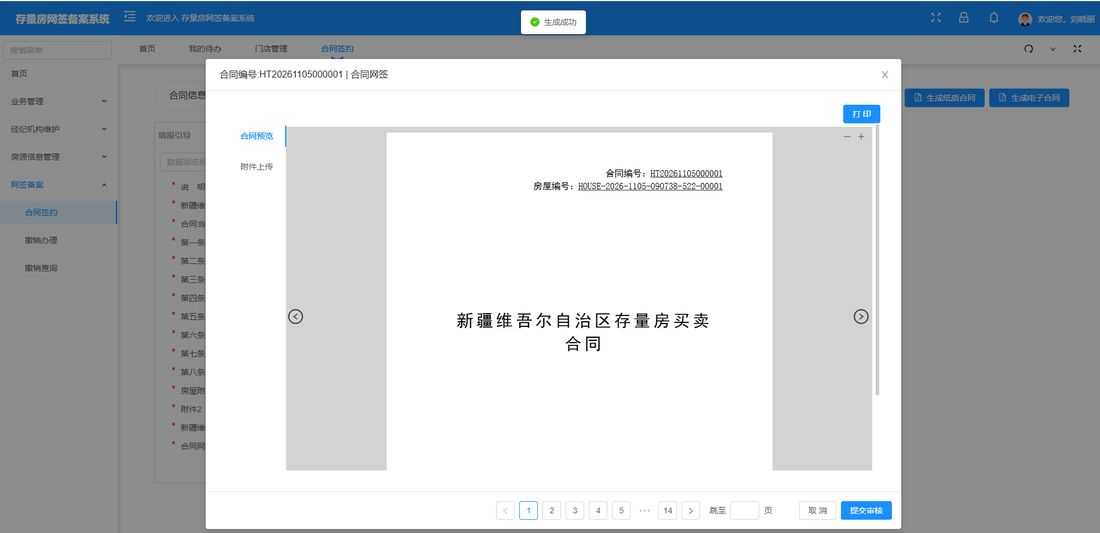 存量房网签备案系统
欢迎进入 存量房网签备案系统
生成成功
欢迎您，刘晓丽
搜索菜单
首页
我的待办
门店管理
合同签约
首页
业务管理
经纪机构维护
房源信息管理
网签备案
合同签约
撤销办理
撤销查询
合同信息
生成纸质合同
生成电子合同
填报引导
数据项名称
* 说 明
* 新疆维
* 合同当
* 第一条
* 第二条
* 第三条
* 第四条
* 第五条
* 第六条
* 第七条
* 第八条
* 房屋附
* 附件2
* 新疆维
* 合同网
合同编号:HT20261105000001 | 合同网签
打 印
合同预览
附件上传
合同编号：HT20261105000001
房屋编号：HOUSE-2026-1105-090738-522-00001
新疆维吾尔自治区存量房买卖
合同
< 1 2 3 4 5 ··· 14 > 跳至 页
取 消
提交审核